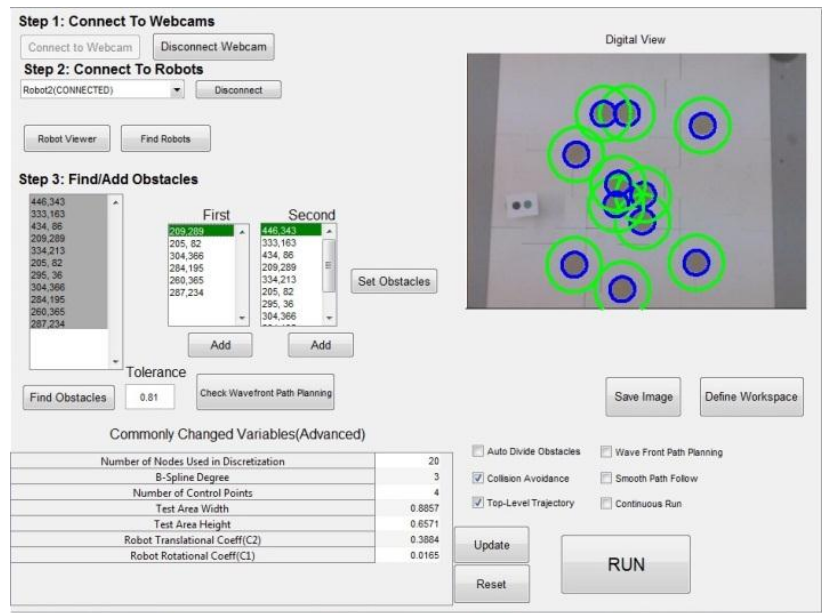 Step 1: Connect To Webcams
Connect to Webcam
Disconnect Webcam
Step 2: Connect To Robots
Robot2(CONNECTED)
Disconnect
Robot Viewer
Find Robots
Step 3: Find/Add Obstacles
446,343
333,163
434, 86
209,289
334,213
205, 82
295, 36
304,366
284,195
260,365
287,234
First
209,289
205, 82
304,366
284,195
260,365
287,234
Add
Second
446,343
333,163
434, 86
209,289
334,213
205, 82
295, 36
304,366
Add
Set Obstacles
Find Obstacles
Tolerance
0.81
Check Wavefront Path Planning
Digital View
Save Image
Define Workspace
Commonly Changed Variables(Advanced)
Number of Nodes Used in Discretization 20
B-Spline Degree 3
Number of Control Points 4
Test Area Width 0.8857
Test Area Height 0.6571
Robot Translational Coeff(C2) 0.3884
Robot Rotational Coeff(C1) 0.0165
Auto Divide Obstacles
Wave Front Path Planning
Collision Avoidance
Smooth Path Follow
Top-Level Trajectory
Continuous Run
Update
Reset
RUN